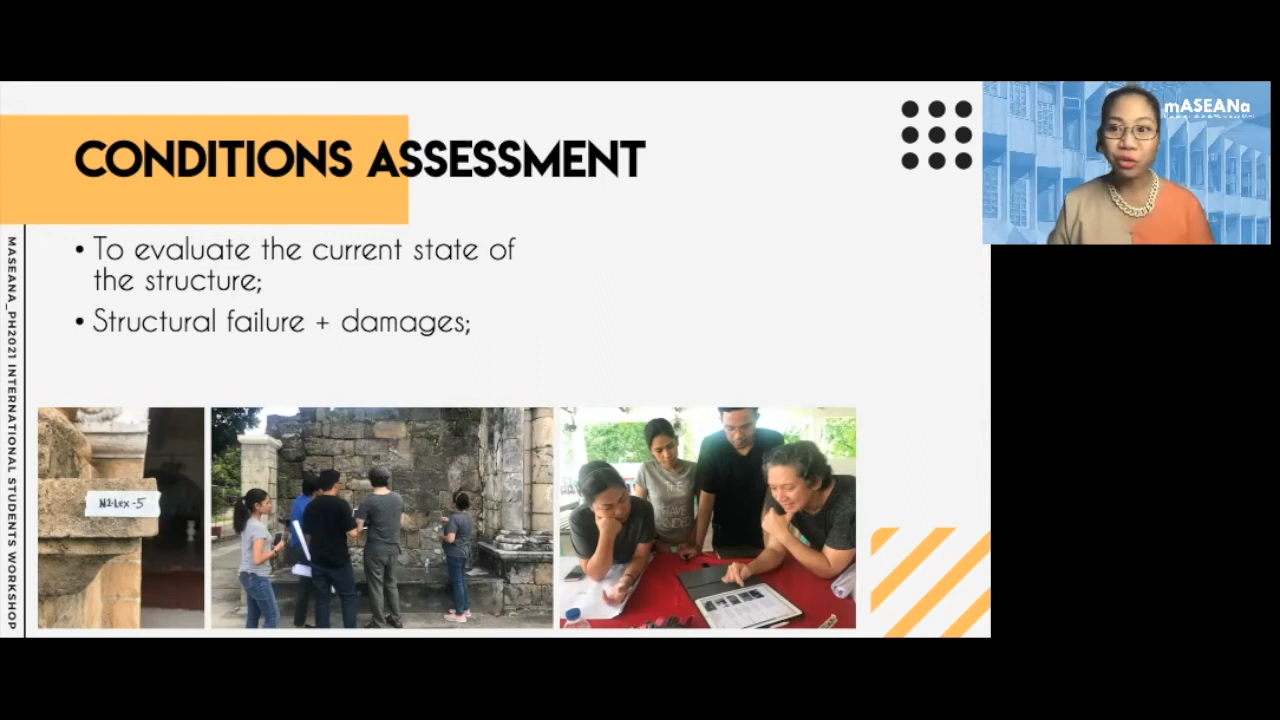 CONDITIONS ASSESSMENT
• To evaluate the current state of
the structure;
• Structural failure + damages;
MASEANA_PH2021 INTERNATIONAL STUDENTS WORKSHOP
mASEANa